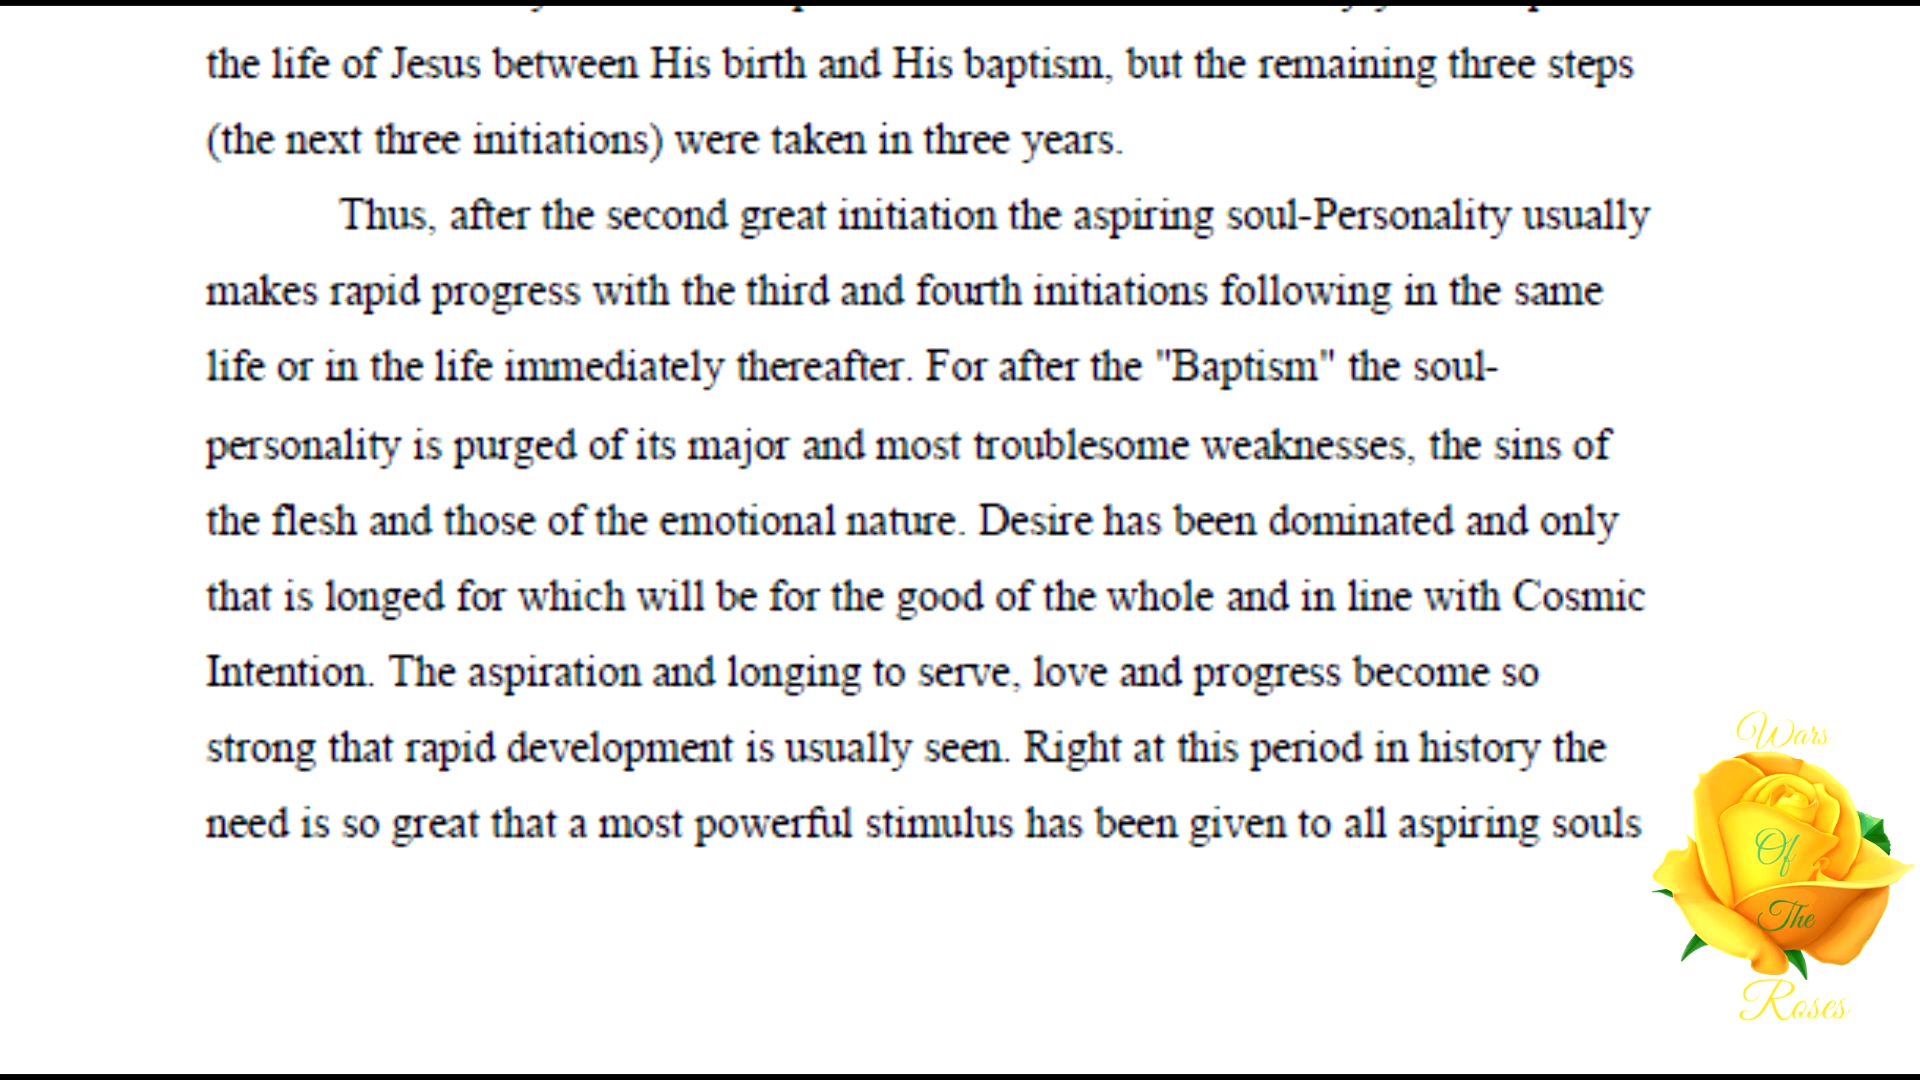 the life of Jesus between His birth and His baptism, but the remaining three steps
(the next three initiations) were taken in three years.
Thus, after the second great initiation the aspiring soul-Personality usually
makes rapid progress with the third and fourth initiations following in the same
life or in the life immediately thereafter. For after the "Baptism" the soul-
personality is purged of its major and most troublesome weaknesses, the sins of
the flesh and those of the emotional nature. Desire has been dominated and only
that is longed for which will be for the good of the whole and in line with Cosmic
Intention. The aspiration and longing to serve, love and progress become so
strong that rapid development is usually seen. Right at this period in history the
need is so great that a most powerful stimulus has been given to all aspiring souls
Wars
Of
The
Roses